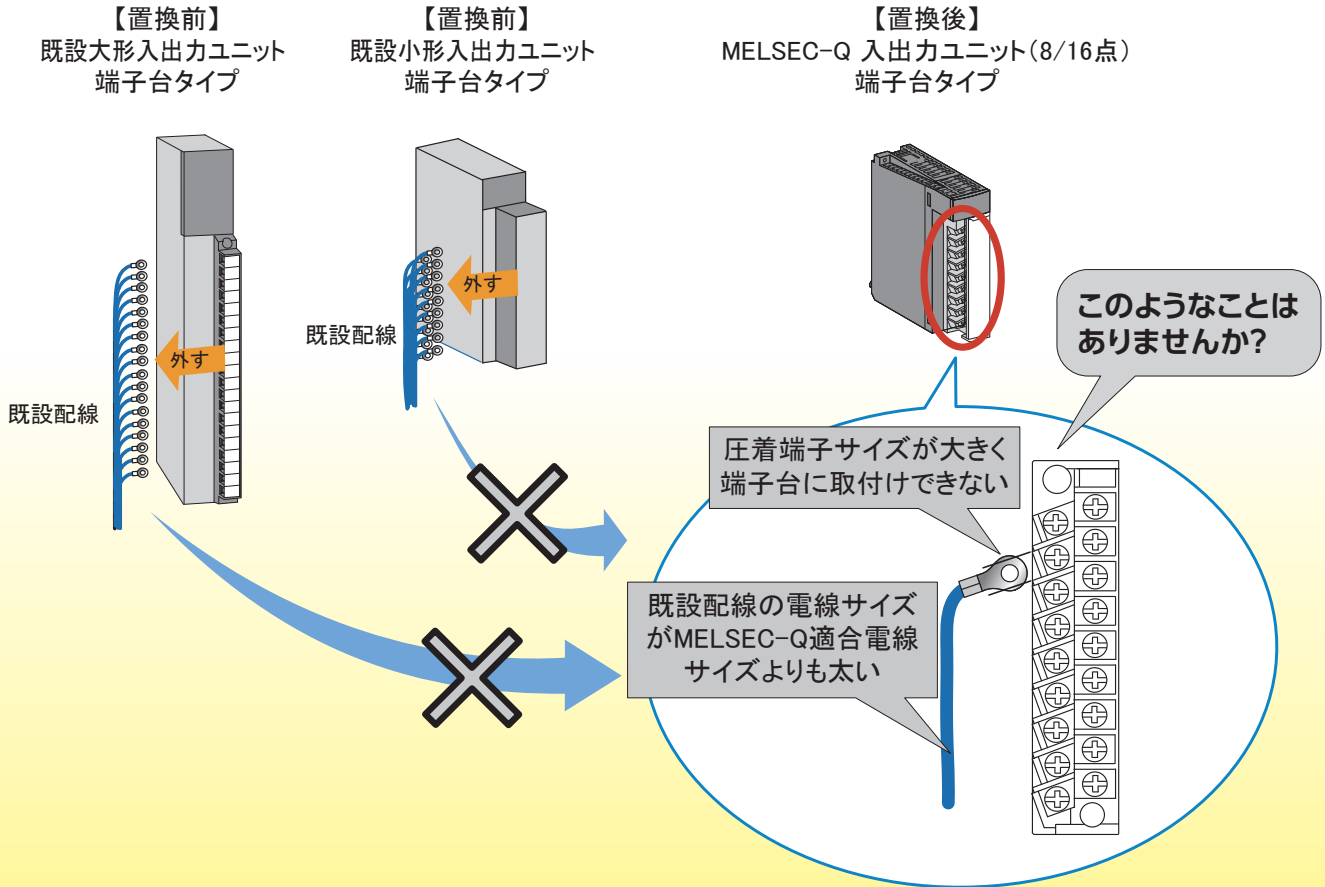 【置換前】
既設大形入出力ユニット
端子台タイプ
【置換前】
既設小形入出力ユニット
端子台タイプ
【置換後】
MELSEC-Q 入出力ユニット（8/16点）
端子台タイプ
外す
既設配線
外す
既設配線
このようなことは
ありませんか?
圧着端子サイズが大きく
端子台に取付けできない
既設配線の電線サイズ
がMELSEC-Q適合電線
サイズよりも太い